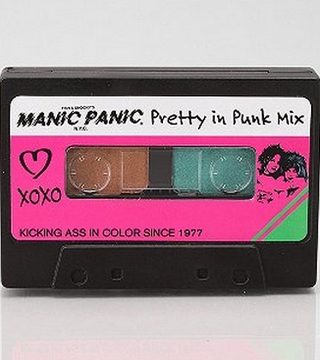 MANIC PANIC. Pretty in Punk Mix
N.Y.C.
XOXO
KICKING ASS IN COLOR SINCE 1977